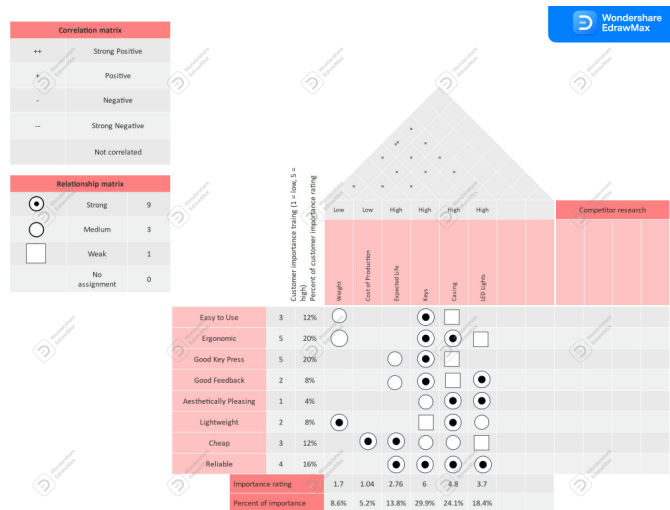 Wondershare
EdrawMax
Correlation matrix
++ Strong Positive
+ Positive
- Negative
-- Strong Negative
Not correlated
Relationship matrix
Strong 9
Medium 3
Weak 1
No
assignment 0
Customer importance traing (1 = low, 5 =
high)
Percent of customer importance rating
Low Low High High High High
Competitor research
Weight
Cost of Production
Expected Life
Keys
Casing
LED Lights
Easy to Use 3 12%
Ergonomic 5 20%
Good Key Press 5 20%
Good Feedback 2 8%
Aesthetically Pleasing 1 4%
Lightweight 2 8%
Cheap 3 12%
Reliable 4 16%
Importance rating 1.7 1.04 2.76 6 4.8 3.7
Percent of importance 8.6% 5.2% 13.8% 29.9% 24.1% 18.4%